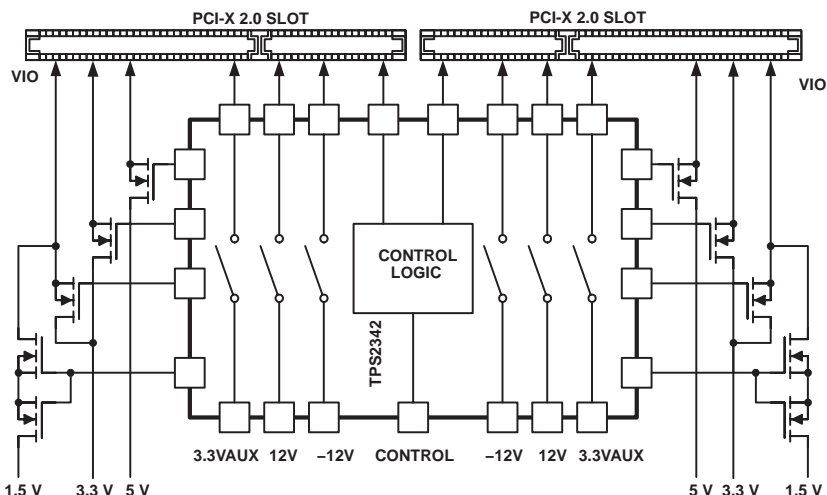 PCI-X 2.0 SLOT PCI-X 2.0 SLOT
VIO VIO
CONTROL
LOGIC
TPS2342
3.3VAUX 12V –12V CONTROL –12V 12V 3.3VAUX
1.5 V 3.3 V 5 V 5 V 3.3 V 1.5 V